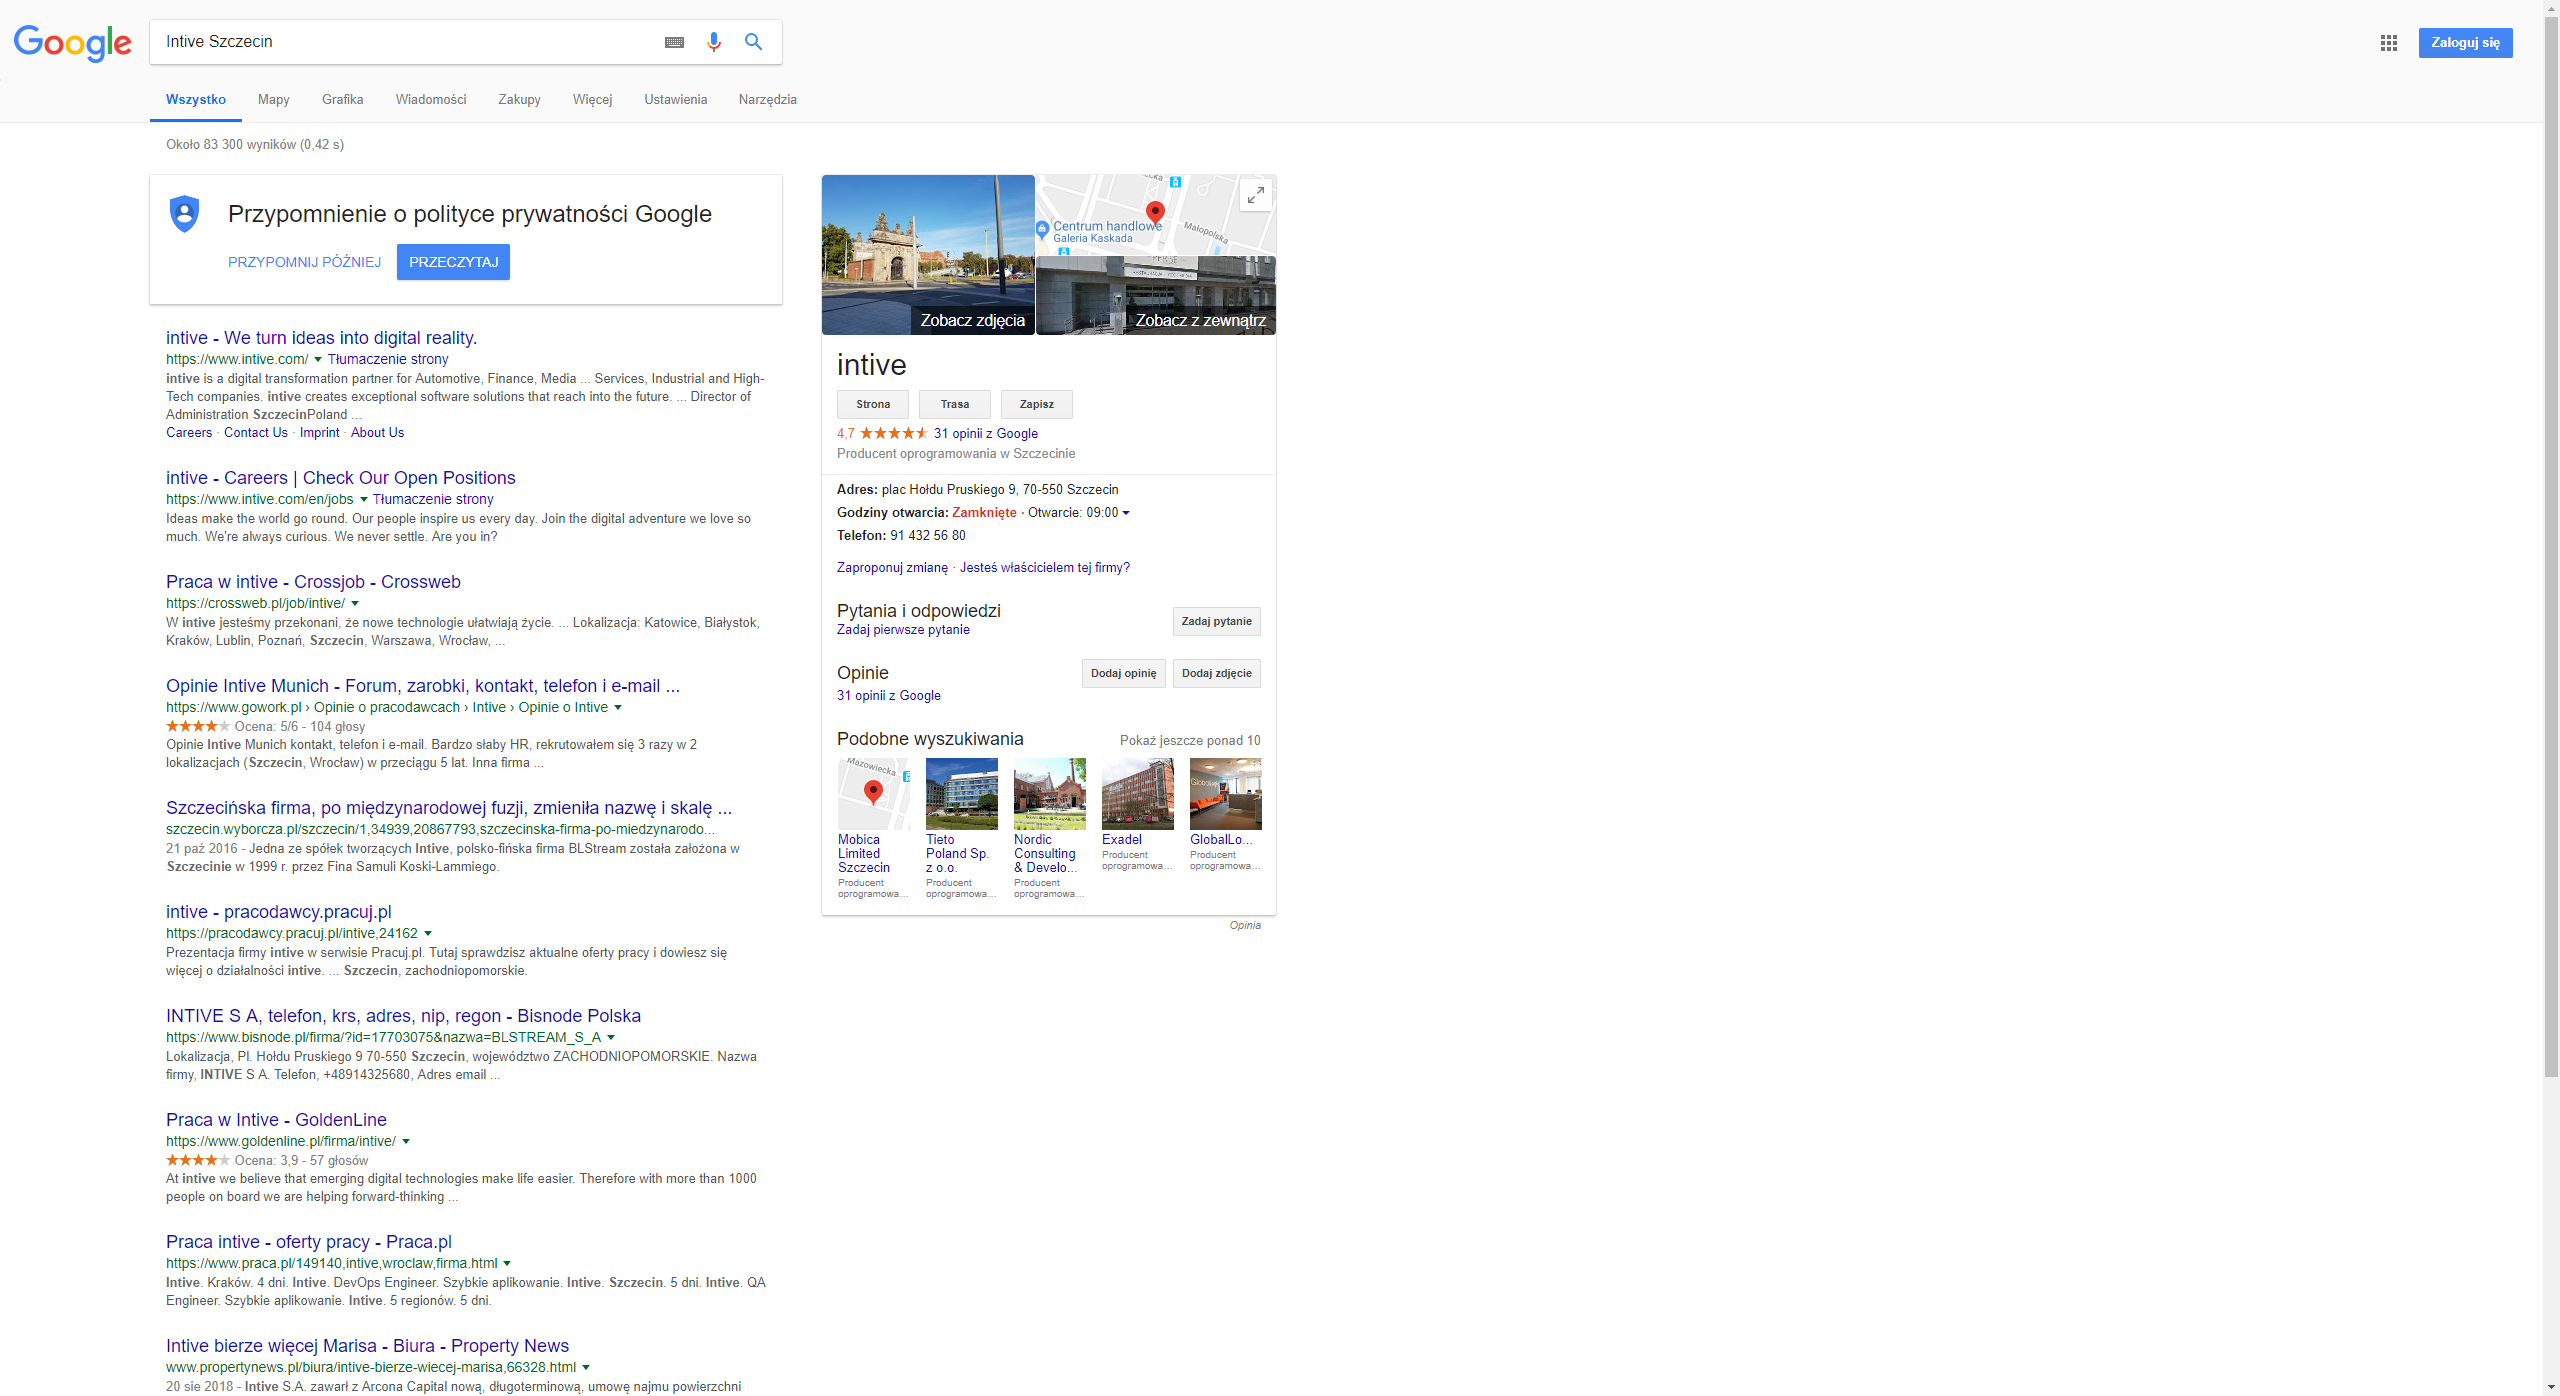 Google
Intive Szczecin
Zaloguj się
Wszystko Mapy Grafika Wiadomości Zakupy Więcej Ustawienia Narzędzia
Około 83 300 wyników (0,42 s)
Przypomnienie o polityce prywatności Google
PRZYPOMNIJ PÓŹNIEJ PRZECZYTAJ
intive - We turn ideas into digital reality.
https://www.intive.com/ Tłumaczenie strony
intive is a digital transformation partner for Automotive, Finance, Media ... Services, Industrial and High-
Tech companies. intive creates exceptional software solutions that reach into the future. ... Director of
Administration SzczecinPoland ...
Careers · Contact Us · Imprint · About Us
intive - Careers | Check Our Open Positions
https://www.intive.com/en/jobs Tłumaczenie strony
Ideas make the world go round. Our people inspire us every day. Join the digital adventure we love so
much. We're always curious. We never settle. Are you in?
Praca w intive - Crossjob - Crossweb
https://crossweb.pl/job/intive/
W intive jesteśmy przekonani, że nowe technologie ułatwiają życie. ... Lokalizacja: Katowice, Białystok,
Kraków, Lublin, Poznań, Szczecin, Warszawa, Wrocław, ...
Opinie Intive Munich - Forum, zarobki, kontakt, telefon i e-mail ...
https://www.gowork.pl › Opinie o pracodawcach › Intive › Opinie o Intive
Ocena: 5/6 - 104 głosy
Opinie Intive Munich kontakt, telefon i e-mail. Bardzo słaby HR, rekrutowałem się 3 razy w 2
lokalizacjach (Szczecin, Wrocław) w przeciągu 5 lat. Inna firma ...
Szczecińska firma, po międzynarodowej fuzji, zmieniła nazwę i skalę ...
szczecin.wyborcza.pl/szczecin/1,34939,20867793,szczecinska-firma-po-miedzynarodo...
21 paź 2016 - Jedna ze spółek tworzących Intive, polsko-fińska firma BLStream została założona w
Szczecinie w 1999 r. przez Fina Samuli Koski-Lammiego.
intive - pracodawcy.pracuj.pl
https://pracodawcy.pracuj.pl/intive,24162
Prezentacja firmy intive w serwisie Pracuj.pl. Tutaj sprawdzisz aktualne oferty pracy i dowiesz się
więcej o działalności intive. ... Szczecin, zachodniopomorskie.
INTIVE S A, telefon, krs, adres, nip, regon - Bisnode Polska
https://www.bisnode.pl/firma/?id=17703075&nazwa=BLSTREAM_S_A
Lokalizacja, Pl. Hołdu Pruskiego 9 70-550 Szczecin, województwo ZACHODNIOPOMORSKIE. Nazwa
firmy, INTIVE S A. Telefon, +48914325680, Adres email ...
Praca w Intive - GoldenLine
https://www.goldenline.pl/firma/intive/
Ocena: 3,9 - 57 głosów
At intive we believe that emerging digital technologies make life easier. Therefore with more than 1000
people on board we are helping forward-thinking ...
Praca intive - oferty pracy - Praca.pl
https://www.praca.pl/149140,intive,wroclaw,firma.html
Intive. Kraków. 4 dni. Intive. DevOps Engineer. Szybkie aplikowanie. Intive. Szczecin. 5 dni. Intive. QA
Engineer. Szybkie aplikowanie. Intive. 5 regionów. 5 dni.
Intive bierze więcej Marisa - Biura - Property News
www.propertynews.pl/biura/intive-bierze-wiecej-marisa,66328.html
20 sie 2018 - Intive S.A. zawarł z Arcona Capital nową, długoterminową, umowę najmu powierzchni
Centrum handlowe
Galeria Kaskada
Małopolska
Zobacz zdjęcia
Zobacz z zewnątrz
intive
Strona Trasa Zapisz
4,7 31 opinii z Google
Producent oprogramowania w Szczecinie
Adres: plac Hołdu Pruskiego 9, 70-550 Szczecin
Godziny otwarcia: Zamknięte · Otwarcie: 09:00
Telefon: 91 432 56 80
Zaproponuj zmianę · Jesteś właścicielem tej firmy?
Pytania i odpowiedzi
Zadaj pierwsze pytanie
Zadaj pytanie
Opinie
Dodaj opinię Dodaj zdjęcie
31 opinii z Google
Podobne wyszukiwania
Pokaż jeszcze ponad 10
Mazowiecka
Mobica
Limited
Szczecin
Producent
oprogramowa...
Tieto
Poland Sp.
z o.o.
Producent
oprogramowa...
Nordic
Consulting
& Develo...
Producent
oprogramowa...
Exadel
Producent
oprogramowa...
GlobalLo...
Producent
oprogramowa...
Opinia